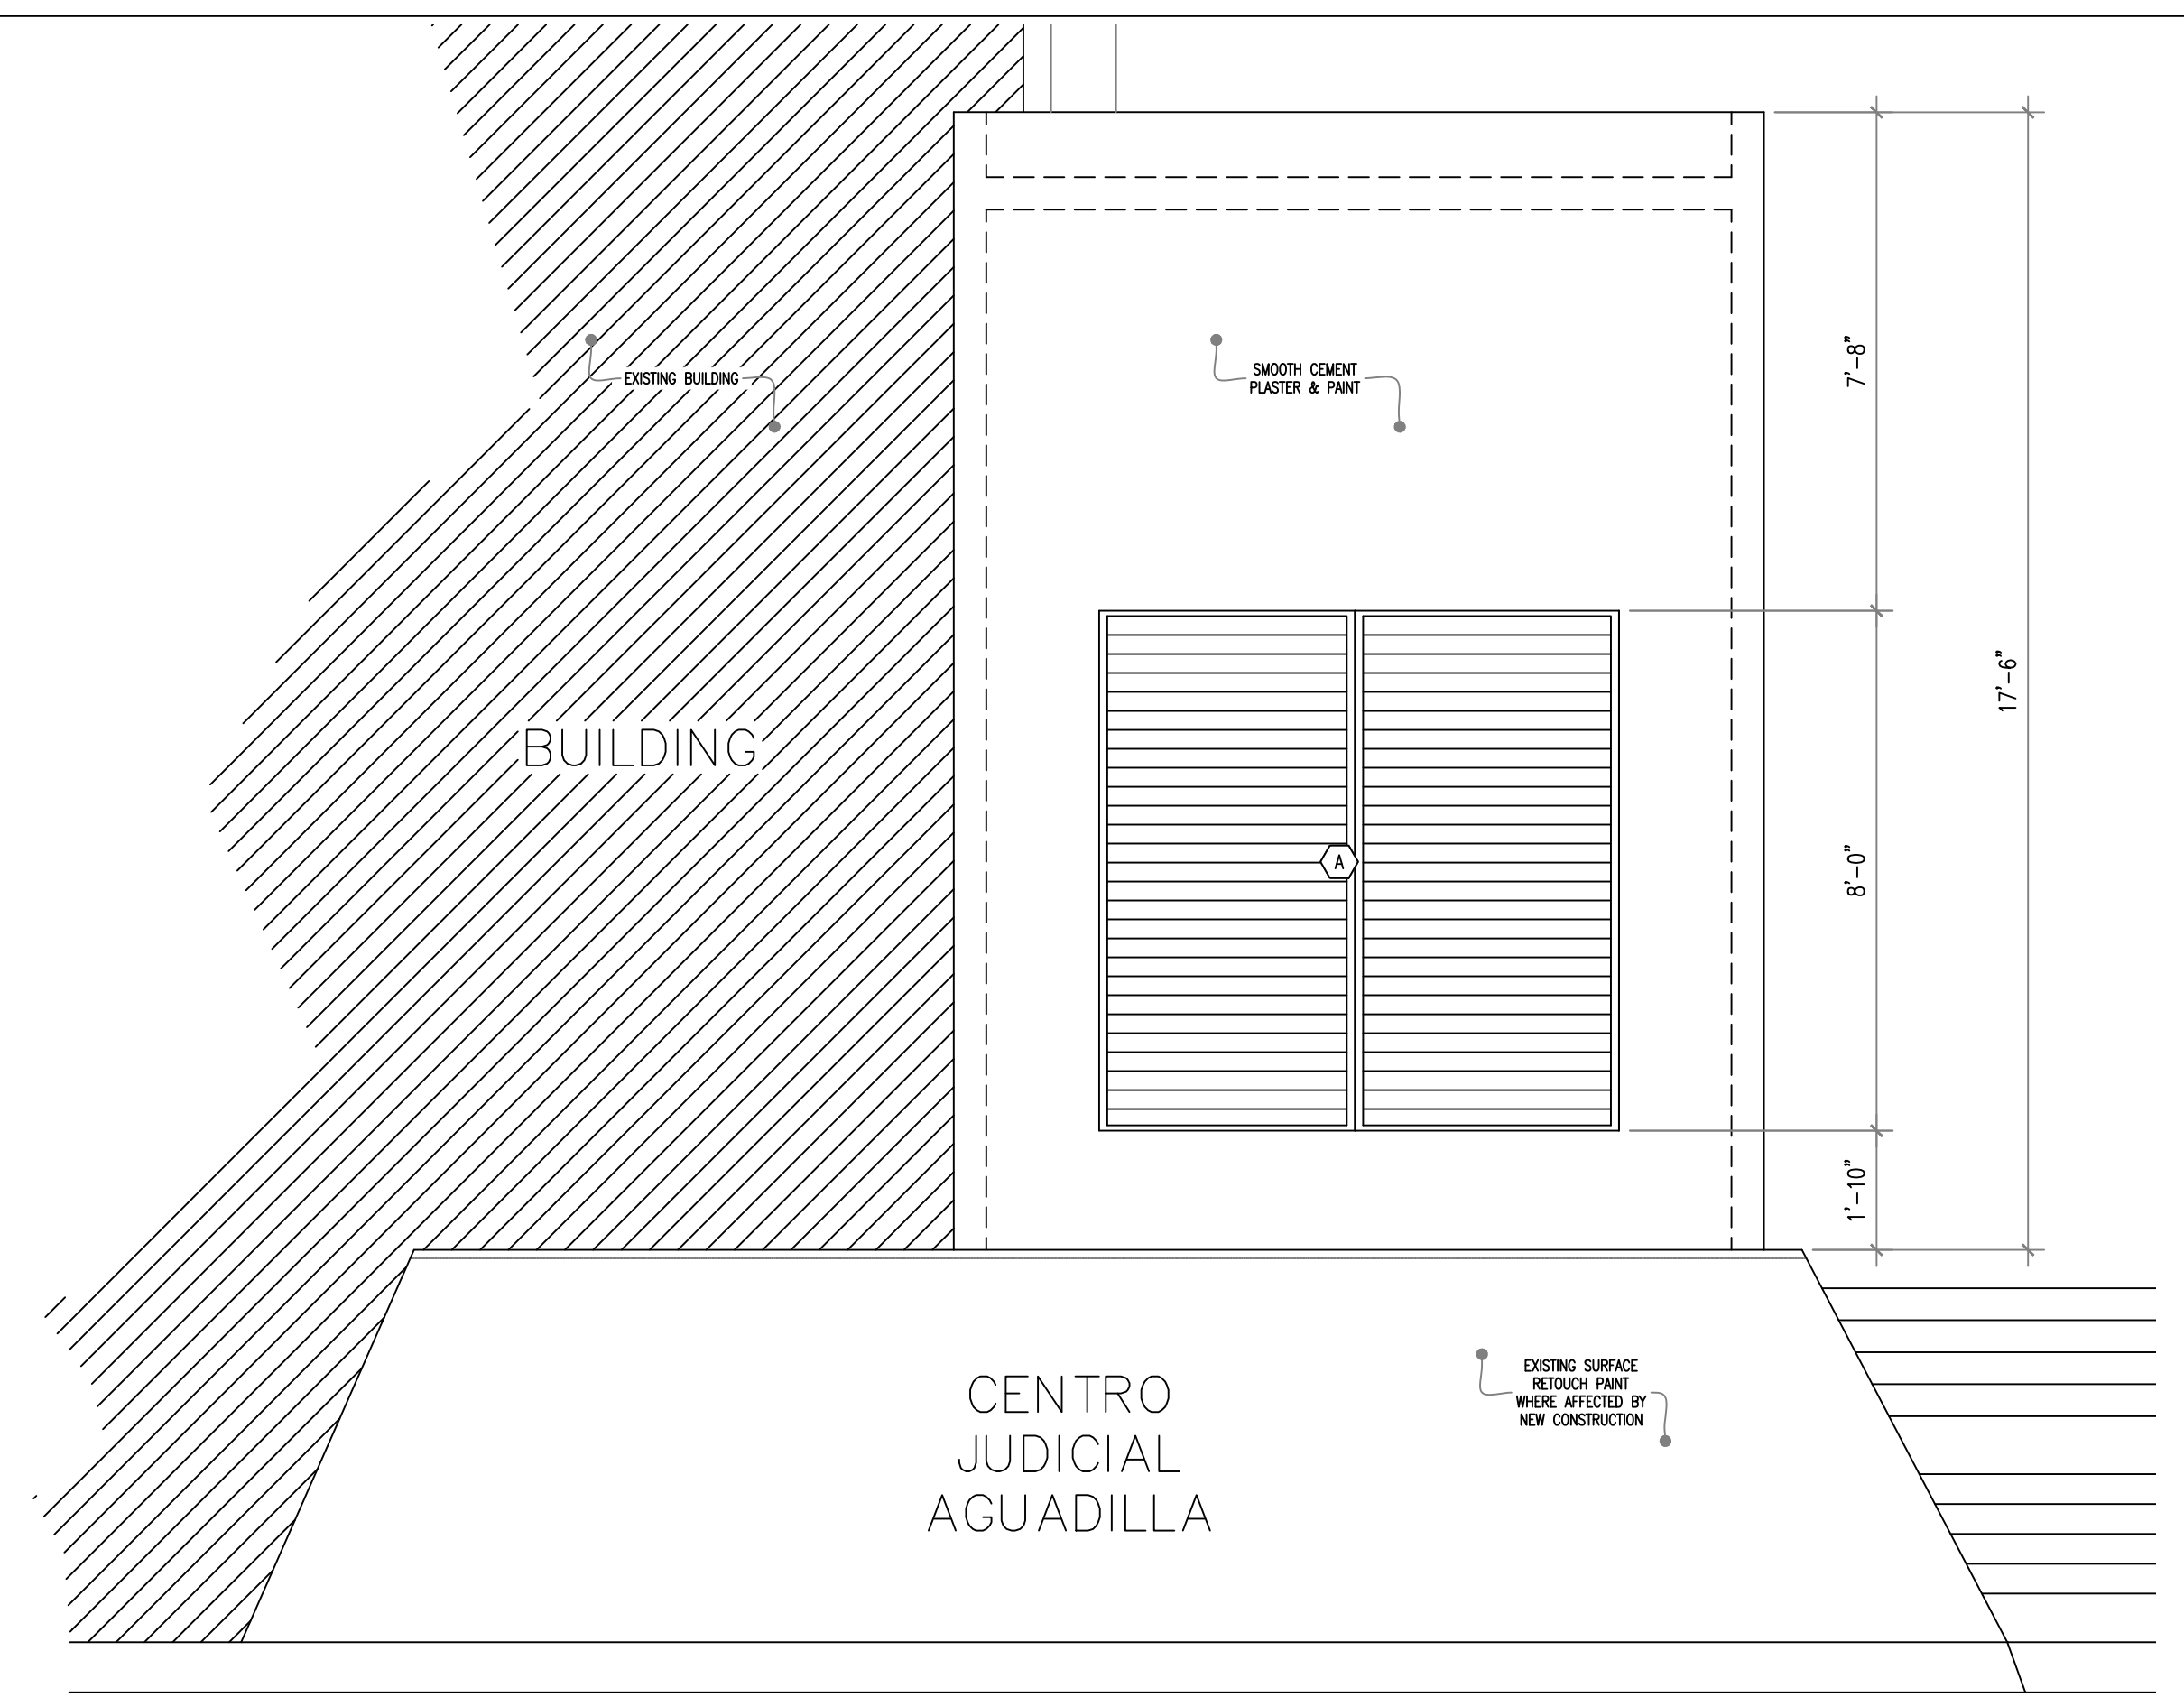 EXISTING BUILDING
SMOOTH CEMENT
PLASTER & PAINT
7'-8"
17'-6"
BUILDING
A
8'-0"
1'-10"
EXISTING SURFACE
RETOUCH PAINT
WHERE AFFECTED BY
NEW CONSTRUCTION
CENTRO
JUDICIAL
AGUADILLA